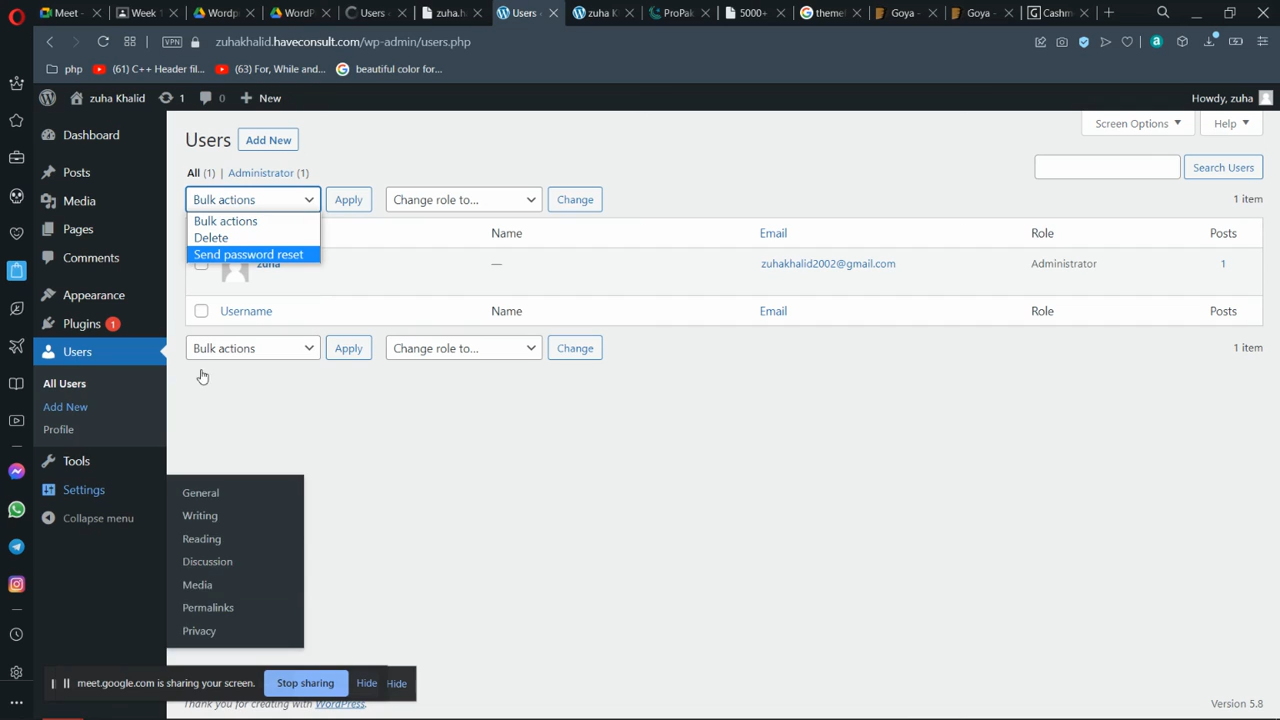 Meet -
Week 1
Wordp
WordP
Users
zuha.h
Users
zuha K
ProPak
5000+
theme
Goya -
Goya -
Cashm
VPN
zuhakhalid.haveconsult.com/wp-admin/users.php
php
(61) C++ Header fil...
(63) For, While and...
beautiful color for...
zuha Khalid
1
0
New
Howdy, zuha
Dashboard
Posts
Media
Pages
Comments
Appearance
Plugins 1
Users
All Users
Add New
Profile
Tools
Settings
Collapse menu
General
Writing
Reading
Discussion
Media
Permalinks
Privacy
Screen Options
Help
Users
Add New
All (1) | Administrator (1)
Search Users
Bulk actions
Apply
Change role to...
Change
1 item
Bulk actions
Delete
Send password reset
Name
Email
Role
Posts
zuha
—
zuhakhalid2002@gmail.com
Administrator
1
Username
Name
Email
Role
Posts
Bulk actions
Apply
Change role to...
Change
1 item
meet.google.com is sharing your screen.
Stop sharing
Hide
Hide
Thank you for creating with WordPress.
Version 5.8